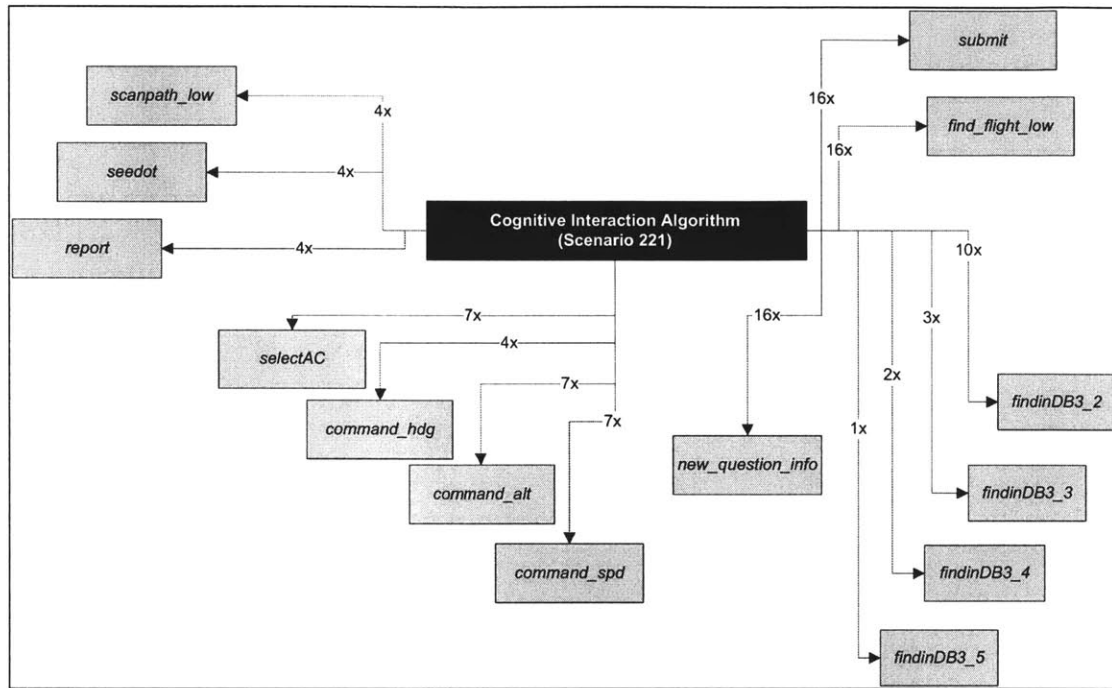 submit
scanpath_low
4x
16x
find_flight_low
16x
seedot
4x
Cognitive Interaction Algorithm
(Scenario 221)
report
4x
10x
7x
16x
3x
selectAC
4x
2x
7x
findinDB3_2
command_hdg
7x
1x
new_question_info
command_alt
findinDB3_3
command_spd
findinDB3_4
findinDB3_5